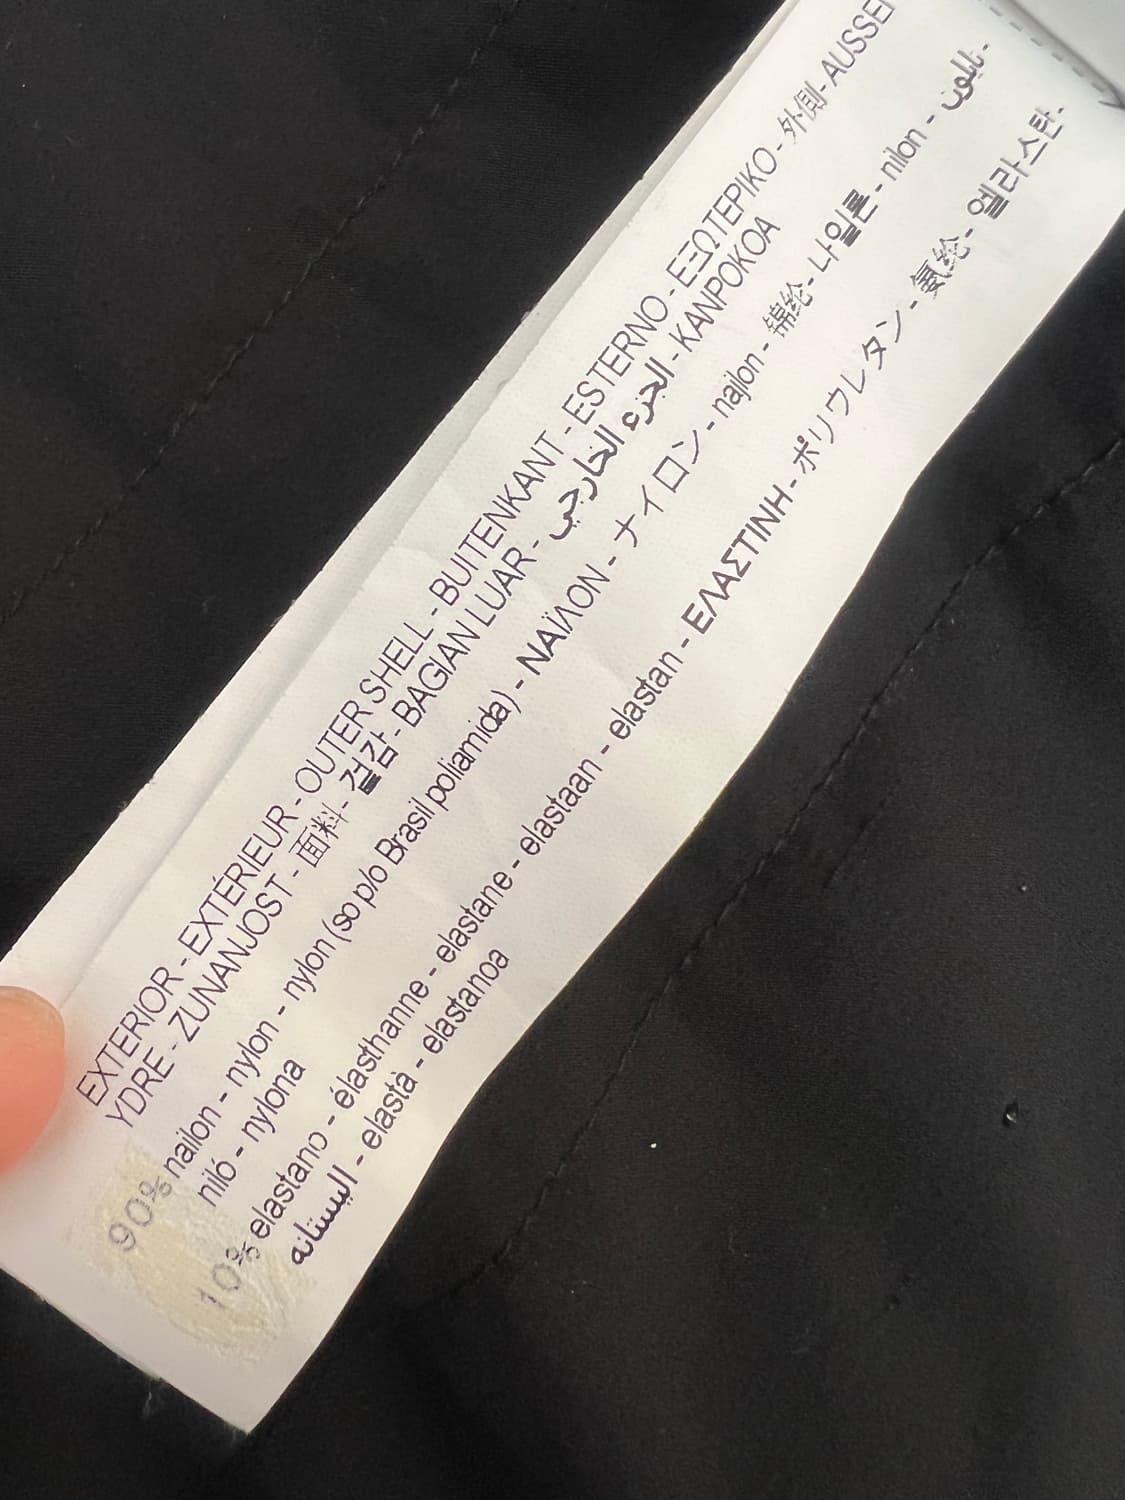 EXTERIOR - EXTÉRIEUR - OUTER SHELL - BUITENKANT - ESTERNO - ΕΞΩΤΕΡΙΚΟ - 外側 - AUSSEN
YDRE - ZUNANJOST - 面料 - 겉감 - BAGIAN LUAR - الجزء الخارجي - KANPOKOA
90% nailon - nylon - nylon - nylon (so p/o Brasil poliamida) - ΝΑΪΛΟΝ - ナイロン - najlon - 锦纶 - 나일론 - nilon - نايلون -
niló - nylona
10% elastano - élasthanne - elastane - elastaan - elastan - ΕΛΑΣΤΙΝΗ - ポリウレタン - 氨纶 - 엘라스탄 -
اليستانه - elastà - elastanoa